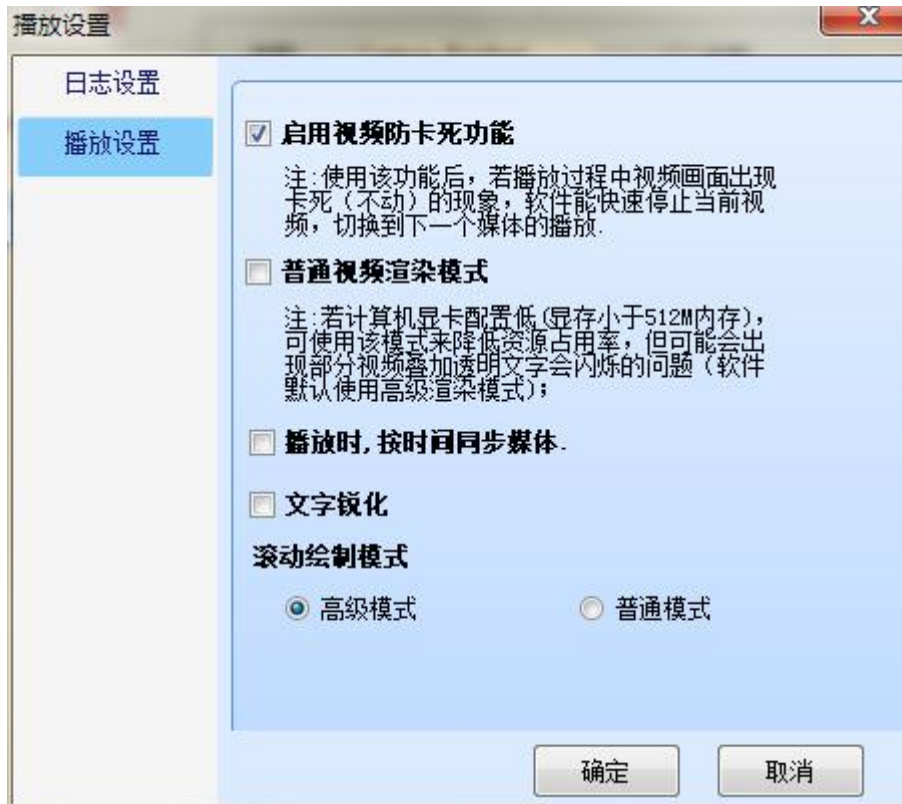 播放设置
日志设置
播放设置
启用视频防卡死功能
注:使用该功能后，若播放过程中视频画面出现
卡死（不动）的现象，软件能快速停止当前视
频，切换到下一个媒体的播放.
普通视频渲染模式
注:若计算机显卡配置低(显存小于512M内存)，
可使用该模式来降低资源占用率，但可能会出
现部分视频叠加透明文字会闪烁的问题（软件
默认使用高级渲染模式)；
播放时,按时间同步媒体.
文字锐化
滚动绘制模式
高级模式
普通模式
确定
取消